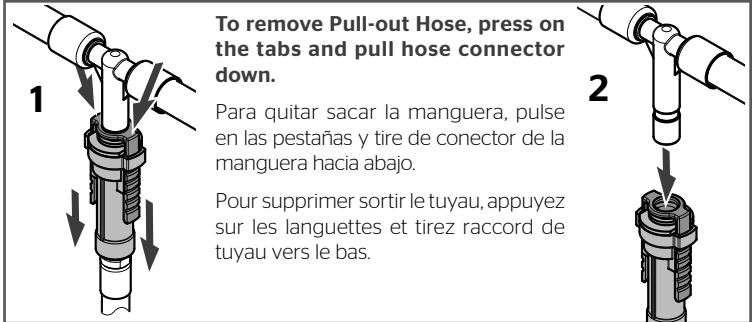 1
To remove Pull-out Hose, press on
the tabs and pull hose connector
down.
Para quitar sacar la manguera, pulse
en las pestañas y tire de conector de la
manguera hacia abajo.
Pour supprimer sortir le tuyau, appuyez
sur les languettes et tirez raccord de
tuyau vers le bas.
2